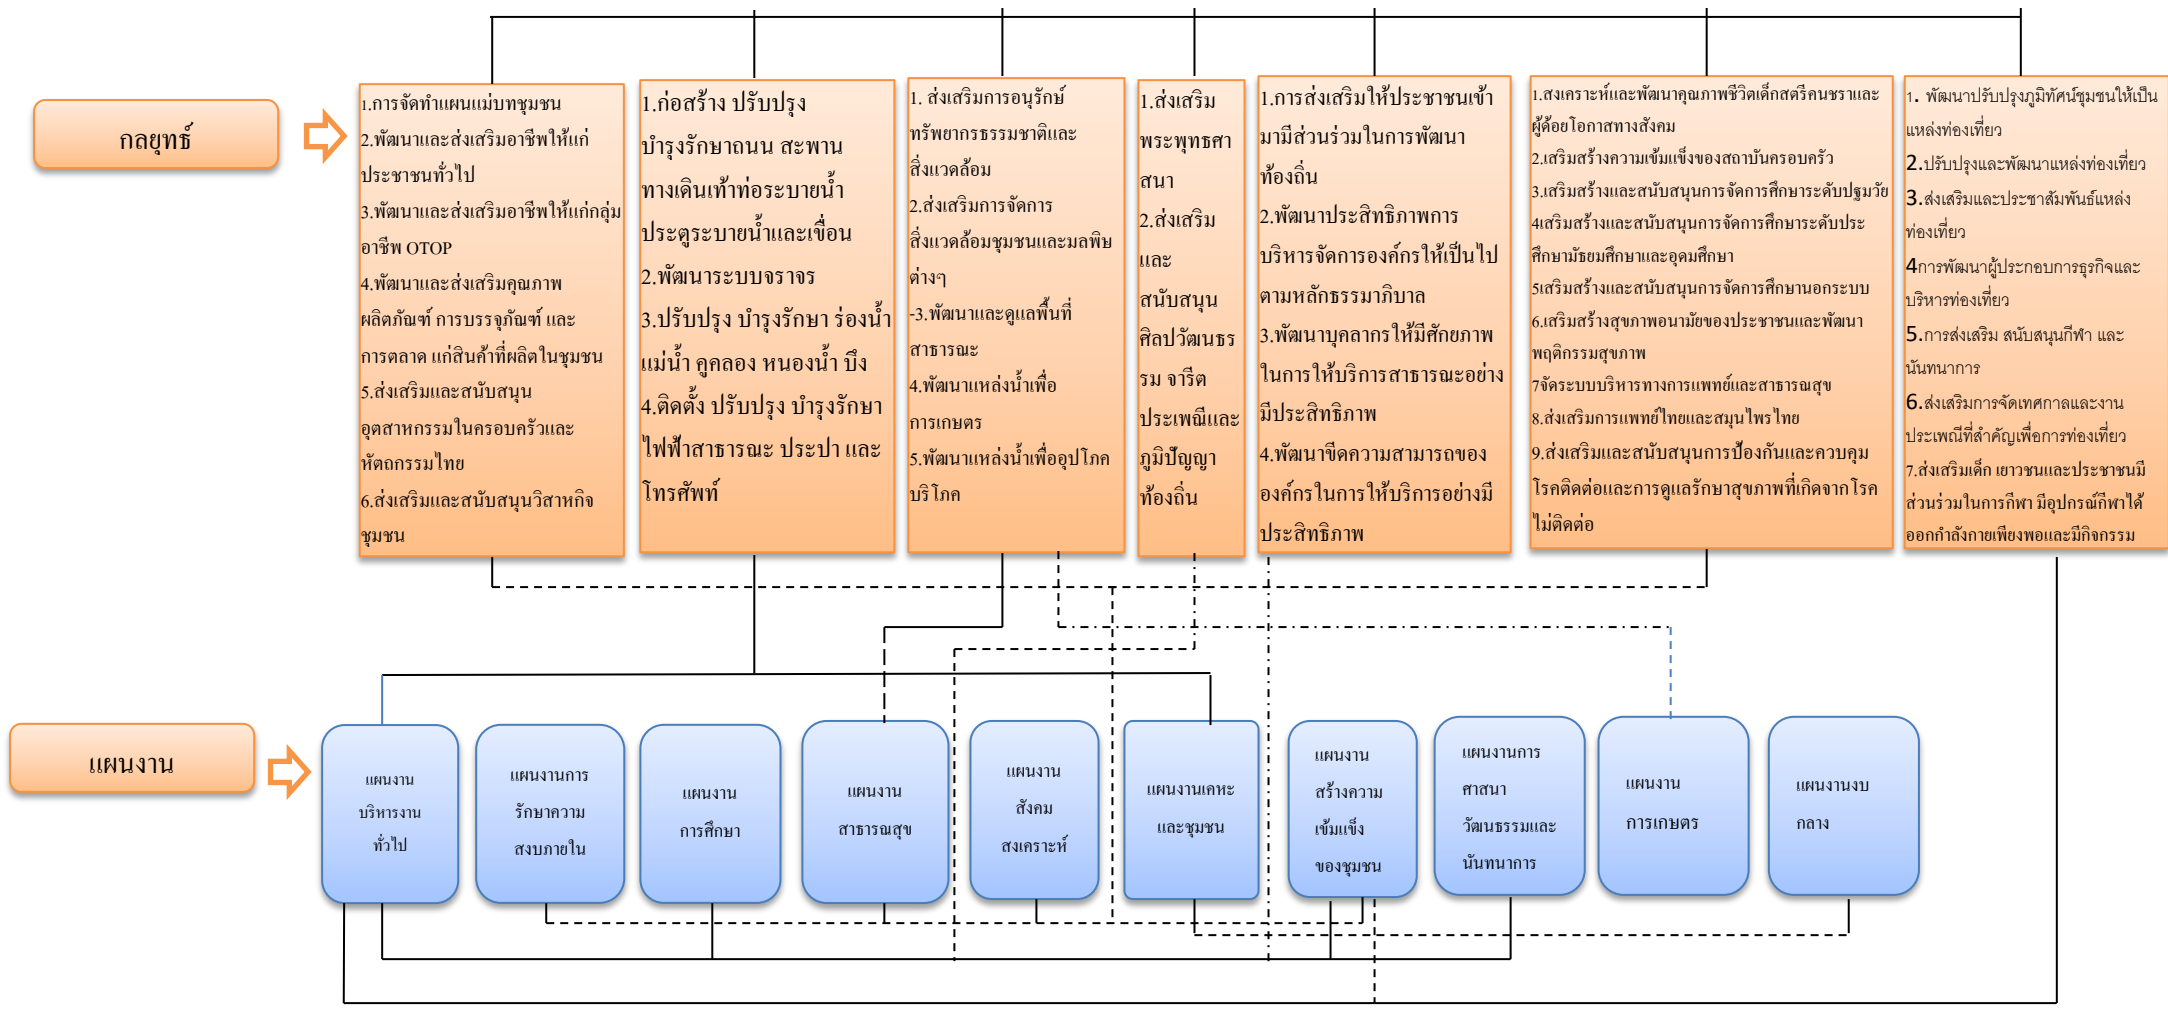 กลยุทธ์
1.การจัดทำแผนแม่บทชุมชน
2.พัฒนาและส่งเสริมอาชีพให้แก่
ประชาชนทั่วไป
3.พัฒนาและส่งเสริมอาชีพให้แก่กลุ่ม
อาชีพ OTOP
4.พัฒนาและส่งเสริมคุณภาพ
ผลิตภัณฑ์ การบรรจุภัณฑ์ และ
การตลาด แก่สินค้าที่ผลิตในชุมชน
5.ส่งเสริมและสนับสนุน
อุตสาหกรรมในครอบครัวและ
หัตถกรรมไทย
6.ส่งเสริมและสนับสนุนวิสาหกิจ
ชุมชน
1.ก่อสร้าง ปรับปรุง
บำรุงรักษาถนน สะพาน
ทางเดินเท้าท่อระบายน้ำ
ประตูระบายน้ำและเขื่อน
2.พัฒนาระบบจราจร
3.ปรับปรุง บำรุงรักษา ร่องน้ำ
แม่น้ำ คูคลอง หนองน้ำ บึง
4.ติดตั้ง ปรับปรุง บำรุงรักษา
ไฟฟ้าสาธารณะ ประปา และ
โทรศัพท์
1. ส่งเสริมการอนุรักษ์
ทรัพยากรธรรมชาติและ
สิ่งแวดล้อม
2.ส่งเสริมการจัดการ
สิ่งแวดล้อมชุมชนและมลพิษ
ต่างๆ
-3.พัฒนาและดูแลพื้นที่
สาธารณะ
4.พัฒนาแหล่งน้ำเพื่อ
การเกษตร
5.พัฒนาแหล่งน้ำเพื่ออุปโภค
บริโภค
1.ส่งเสริม
พระพุทธศา
สนา
2.ส่งเสริม
และ
สนับสนุน
ศิลปวัฒนธร
รม จารีต
ประเพณีและ
ภูมิปัญญา
ท้องถิ่น
1.การส่งเสริมให้ประชาชนเข้า
มามีส่วนร่วมในการพัฒนา
ท้องถิ่น
2.พัฒนาประสิทธิภาพการ
บริหารจัดการองค์กรให้เป็นไป
ตามหลักธรรมาภิบาล
3.พัฒนาบุคลากรให้มีศักยภาพ
ในการให้บริการสาธารณะอย่าง
มีประสิทธิภาพ
4.พัฒนาขีดความสามารถของ
องค์กรในการให้บริการอย่างมี
ประสิทธิภาพ
1.สงเคราะห์และพัฒนาคุณภาพชีวิตเด็กสตรีคนชราและ
ผู้ด้อยโอกาสทางสังคม
2.เสริมสร้างความเข้มแข็งของสถาบันครอบครัว
3.เสริมสร้างและสนับสนุนการจัดการศึกษาระดับปฐมวัย
4เสริมสร้างและสนับสนุนการจัดการศึกษาระดับประ
ศึกษามัธยมศึกษาและอุดมศึกษา
5เสริมสร้างและสนับสนุนการจัดการศึกษานอกระบบ
6.เสริมสร้างสุขภาพอนามัยของประชาชนและพัฒนา
พฤติกรรมสุขภาพ
7จัดระบบบริหารทางการแพทย์และสาธารณสุข
8.ส่งเสริมการแพทย์ไทยและสมุนไพรไทย
9.ส่งเสริมและสนับสนุนการป้องกันและควบคุม
โรคติดต่อและการดูแลรักษาสุขภาพที่เกิดจากโรค
ไม่ติดต่อ
1. พัฒนาปรับปรุงภูมิทัศน์ชุมชนให้เป็น
แหล่งท่องเที่ยว
2.ปรับปรุงและพัฒนาแหล่งท่องเที่ยว
3.ส่งเสริมและประชาสัมพันธ์แหล่ง
ท่องเที่ยว
4การพัฒนาผู้ประกอบการธุรกิจและ
บริหารท่องเที่ยว
5.การส่งเสริม สนับสนุนกีฬา และ
นันทนาการ
6.ส่งเสริมการจัดเทศกาลและงาน
ประเพณีที่สำคัญเพื่อการท่องเที่ยว
7.ส่งเสริมเด็ก เยาวชนและประชาชนมี
ส่วนร่วมในการกีฬา มีอุปกรณ์กีฬาได้
ออกกำลังกายเพียงพอและมีกิจกรรม
แผนงาน
แผนงาน
บริหารงาน
ทั่วไป
แผนงานการ
รักษาความ
สงบภายใน
แผนงาน
การศึกษา
แผนงาน
สาธารณสุข
แผนงาน
สังคม
สงเคราะห์
แผนงานเคหะ
และชุมชน
แผนงาน
สร้างความ
เข้มแข็ง
ของชุมชน
แผนงานการ
ศาสนา
วัฒนธรรมและ
นันทนาการ
แผนงาน
การเกษตร
แผนงานงบ
กลาง